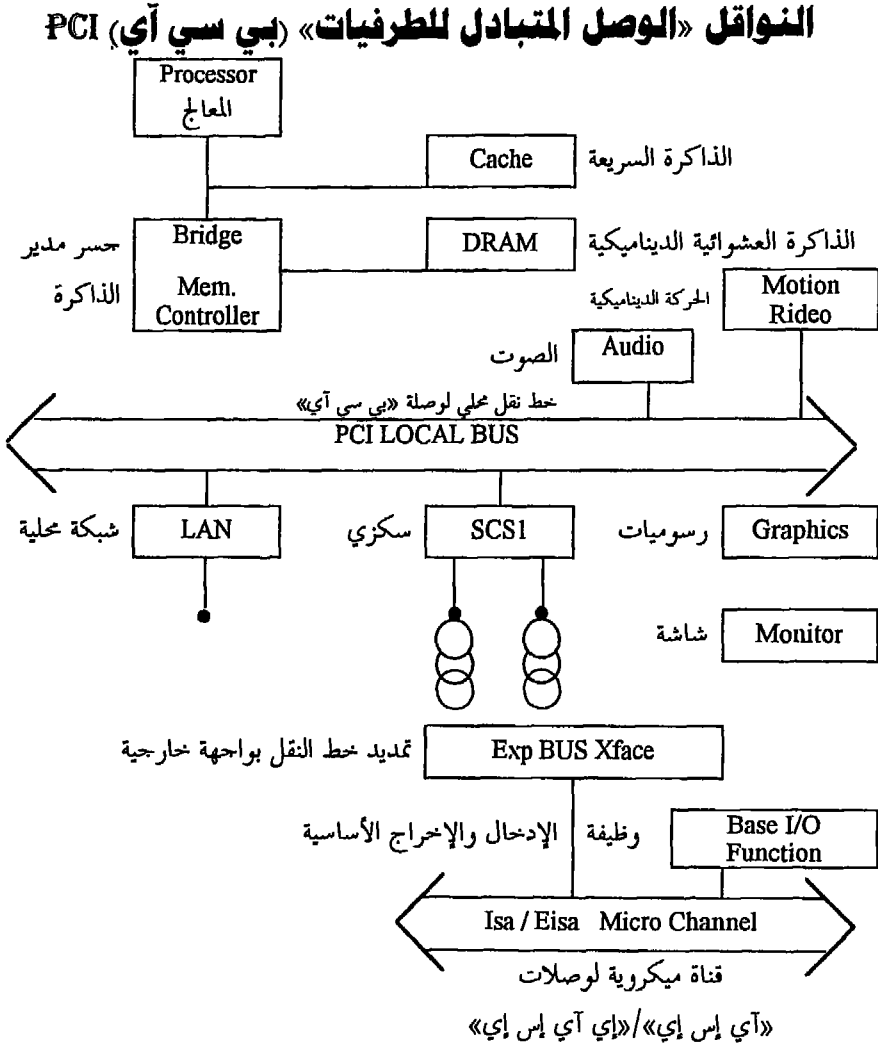 النواقل «الوصل المتبادل للطرفيات» (بي سي آي) PCI
Processor
المعالج
Cache
الذاكرة السريعة
جسر مدير
الذاكرة
Bridge
Mem.
Controller
DRAM
الذاكرة العشوائية الديناميكية
الحركة الديناميكية
Motion
Rideo
الصوت
Audio
خط نقل محلي لوصلة «بي سي آي»
PCI LOCAL BUS
شبكة محلية
LAN
سكزي
SCS1
رسوميات
Graphics
شاشة
Monitor
تمديد خط النقل بواجهة خارجية
Exp BUS Xface
وظيفة الإدخال والإخراج الأساسية
Base I/O
Function
Isa / Eisa Micro Channel
قناة ميكروية لوصلات
«آي إس إي»/«إي آي إس إي»